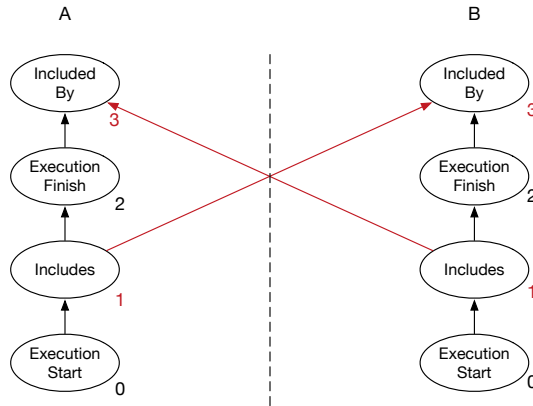 A
B
Included
By
3
Included
By
3
Execution
Finish
2
Execution
Finish
2
Includes
1
Includes
1
Execution
Start
0
Execution
Start
0